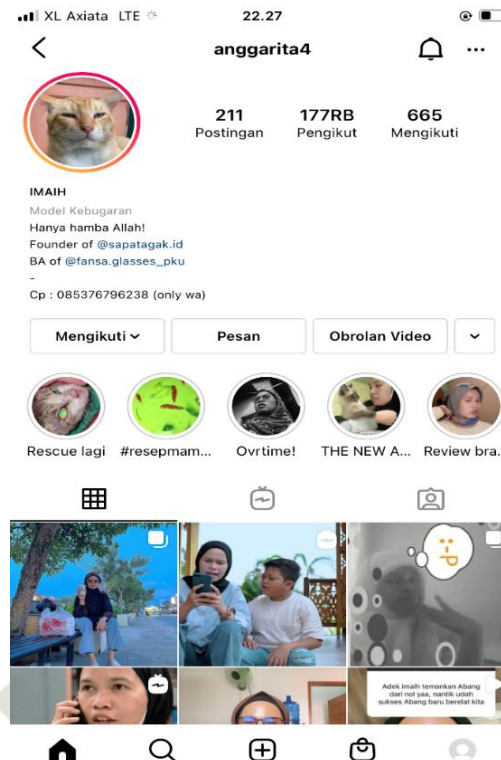 XL Axiata LTE
22.27
anggarita4
211 177RB 665
Postingan Pengikut Mengikuti
IMAIH
Model Kebugaran
Hanya hamba Allah!
Founder of @sapatagak.id
BA of @fansa.glasses_pku
-
Cp : 085376796238 (only wa)
Mengikuti Pesan Obrolan Video
Rescue lagi #resepmam... Ovrtime! THE NEW A... Review bra.
Adek imaih temankan Abang
dari nol yaa, nantik udah
sukses Abang baru berelat kita